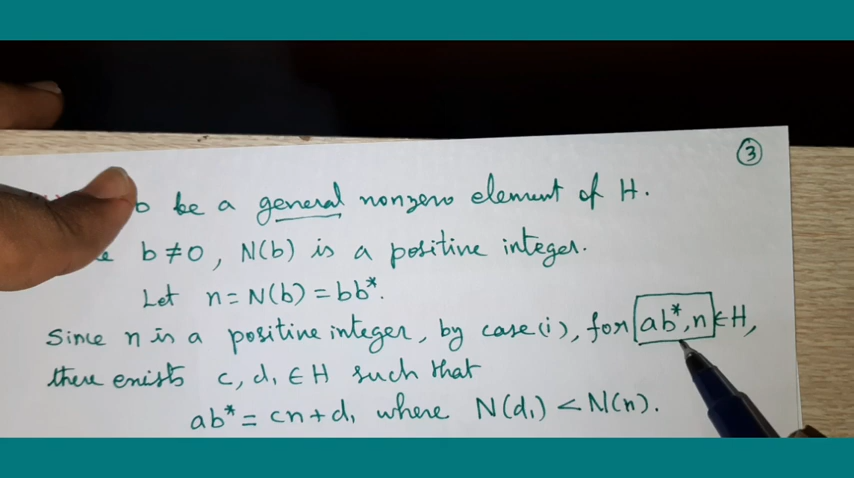 ③
b be a general nonzero element of H.
b ≠ 0, N(b) is a positive integer.
Let n = N(b) = bb*.
Since n is a positive integer, by case(i), for ab*, n ∈ H,
there exists c, d₁ ∈ H such that
ab* = cn + d₁ where N(d₁) < N(n).